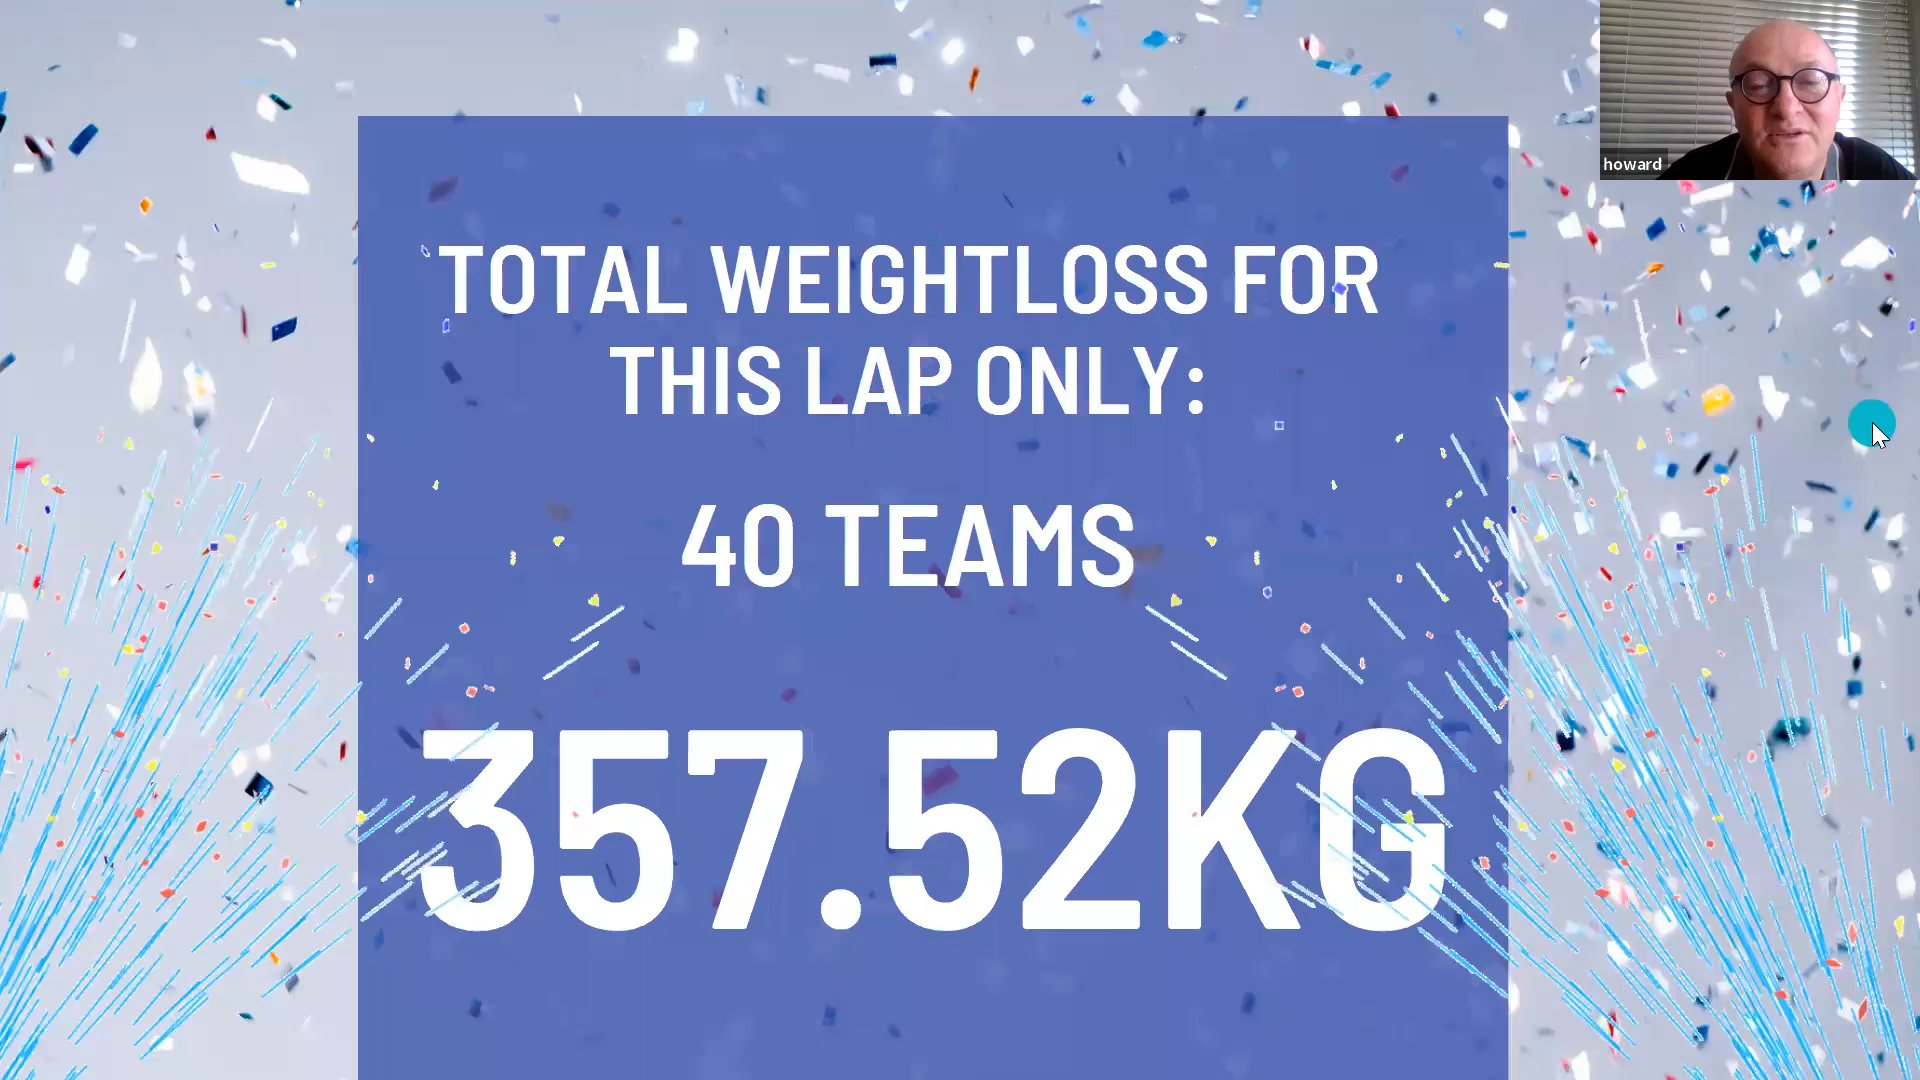 TOTAL WEIGHTLOSS FOR
THIS LAP ONLY:
40 TEAMS
357.52KG
howard